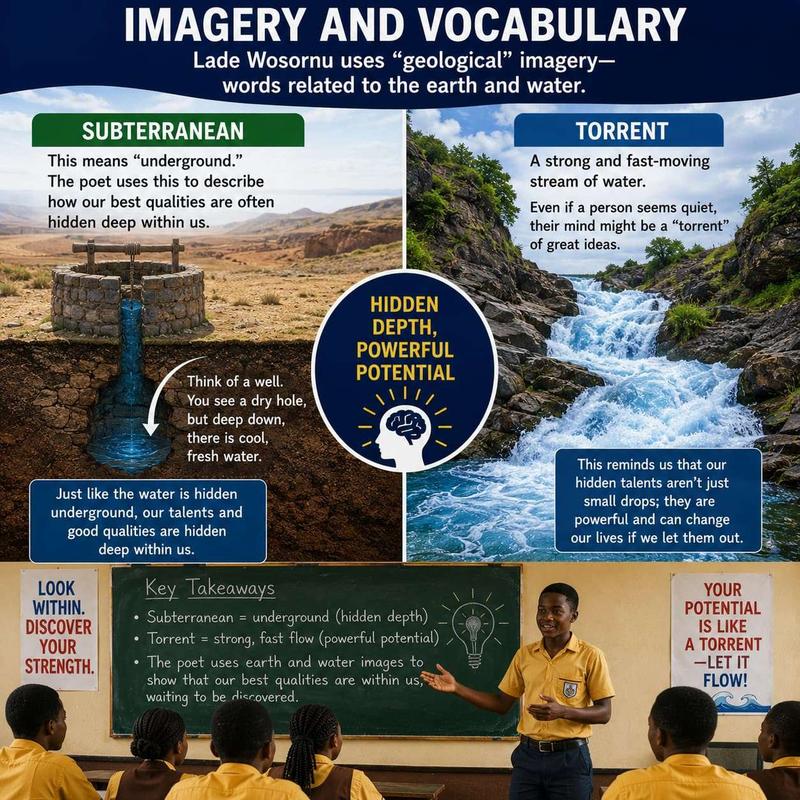 IMAGERY AND VOCABULARY
Lade Wosornu uses “geological” imagery—
words related to the earth and water.
SUBTERRANEAN
This means “underground.”
The poet uses this to describe
how our best qualities are often
hidden deep within us.
Think of a well.
You see a dry hole,
but deep down,
there is cool,
fresh water.
Just like the water is hidden
underground, our talents and
good qualities are hidden
deep within us.
HIDDEN
DEPTH,
POWERFUL
POTENTIAL
TORRENT
A strong and fast-moving
stream of water.
Even if a person seems quiet,
their mind might be a “torrent”
of great ideas.
This reminds us that our
hidden talents aren’t just
small drops; they are
powerful and can change
our lives if we let them out.
LOOK
WITHIN.
DISCOVER
YOUR
STRENGTH.
Key Takeaways
• Subterranean = underground (hidden depth)
• Torrent = strong, fast flow (powerful potential)
• The poet uses earth and water images to
show that our best qualities are within us,
waiting to be discovered.
YOUR
POTENTIAL
IS LIKE
A TORRENT
—LET IT
FLOW!